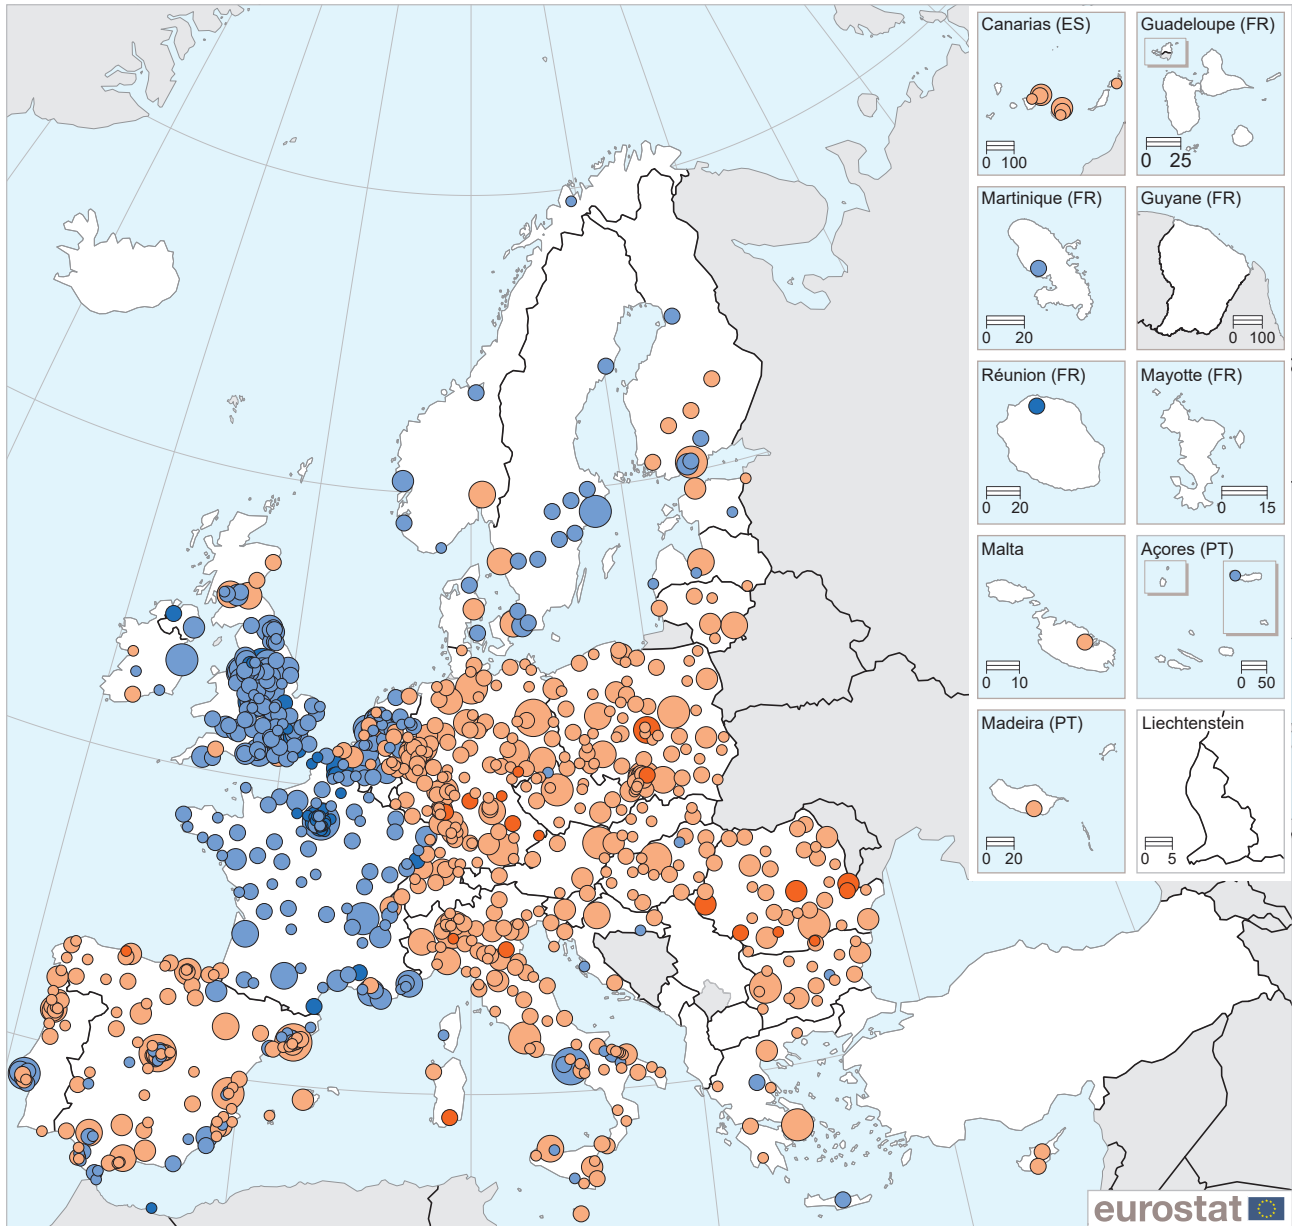 Canarias (ES)
0 100
Guadeloupe (FR)
0 25
Martinique (FR)
0 20
Guyane (FR)
0 100
Réunion (FR)
0 20
Mayotte (FR)
0 15
Malta
0 10
Açores (PT)
0 50
Madeira (PT)
0 20
Liechtenstein
0 5
eurostat